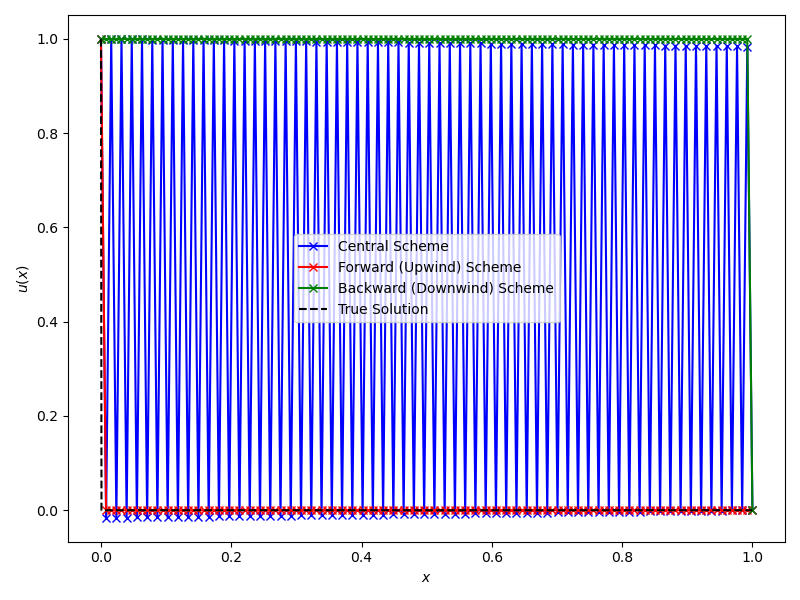 1.0
0.8
0.6
0.4
0.2
0.0
u(x)
Central Scheme
Forward (Upwind) Scheme
Backward (Downwind) Scheme
True Solution
0.0
0.2
0.4
0.6
0.8
1.0
x